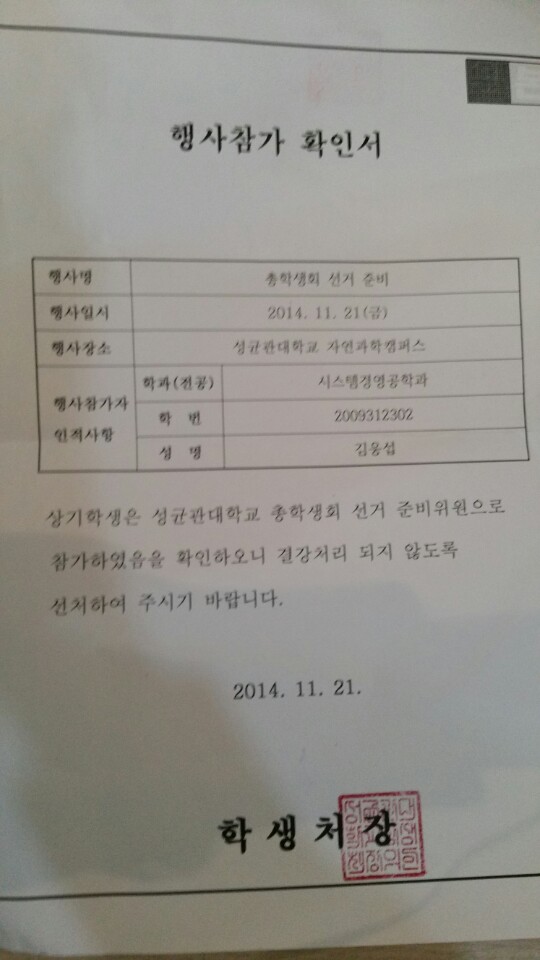 행사참가 확인서
행사명 총학생회 선거 준비
행사일시 2014. 11. 21(금)
행사장소 성균관대학교 자연과학캠퍼스
행사참가자 인적사항
학과(전공) 시스템경영공학과
학 번 2009312302
성 명 김웅섭
상기학생은 성균관대학교 총학생회 선거 준비위원으로
참가하였음을 확인하오니 결강처리 되지 않도록
선처하여 주시기 바랍니다.
2014. 11. 21.
학생처장